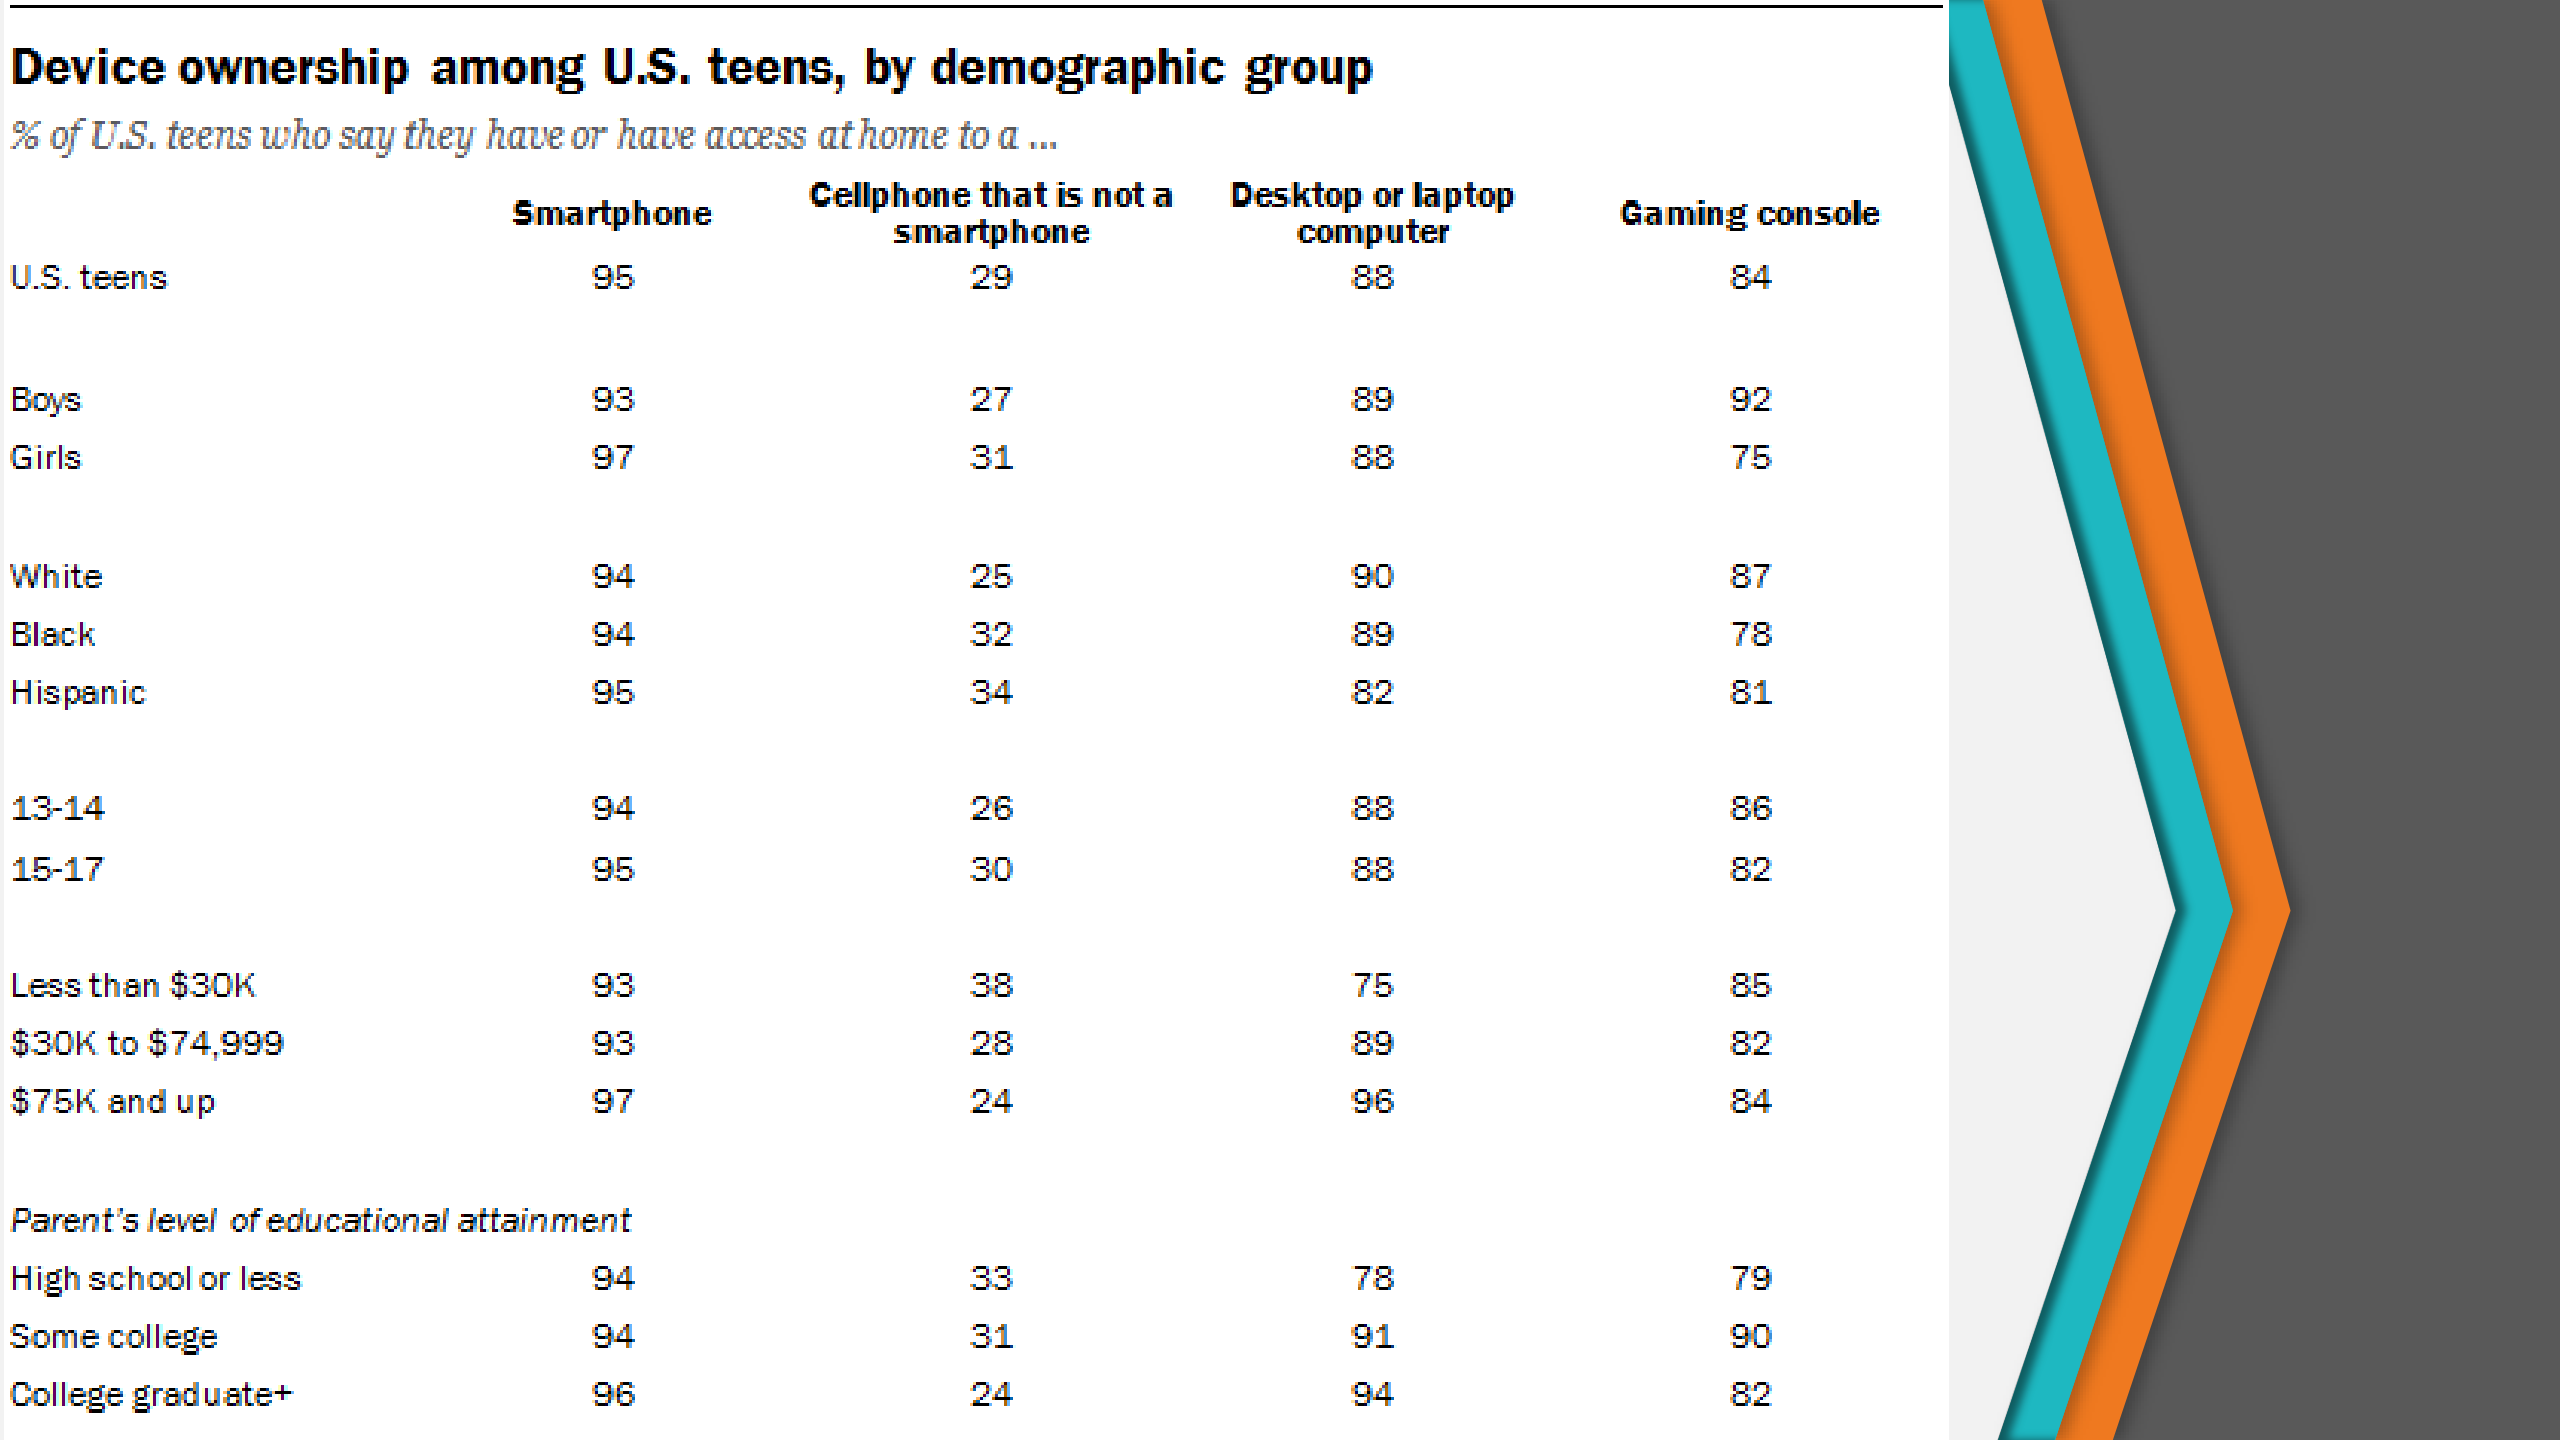 Device ownership among U.S. teens, by demographic group
% of U.S. teens who say they have or have access at home to a ...
Smartphone Cellphone that is not a smartphone Desktop or laptop computer Gaming console
U.S. teens 95 29 88 84
Boys 93 27 89 92
Girls 97 31 88 75
White 94 25 90 87
Black 94 32 89 78
Hispanic 95 34 82 81
13-14 94 26 88 86
15-17 95 30 88 82
Less than $30K 93 38 75 85
$30K to $74,999 93 28 89 82
$75K and up 97 24 96 84
Parent's level of educational attainment
High school or less 94 33 78 79
Some college 94 31 91 90
College graduate+ 96 24 94 82